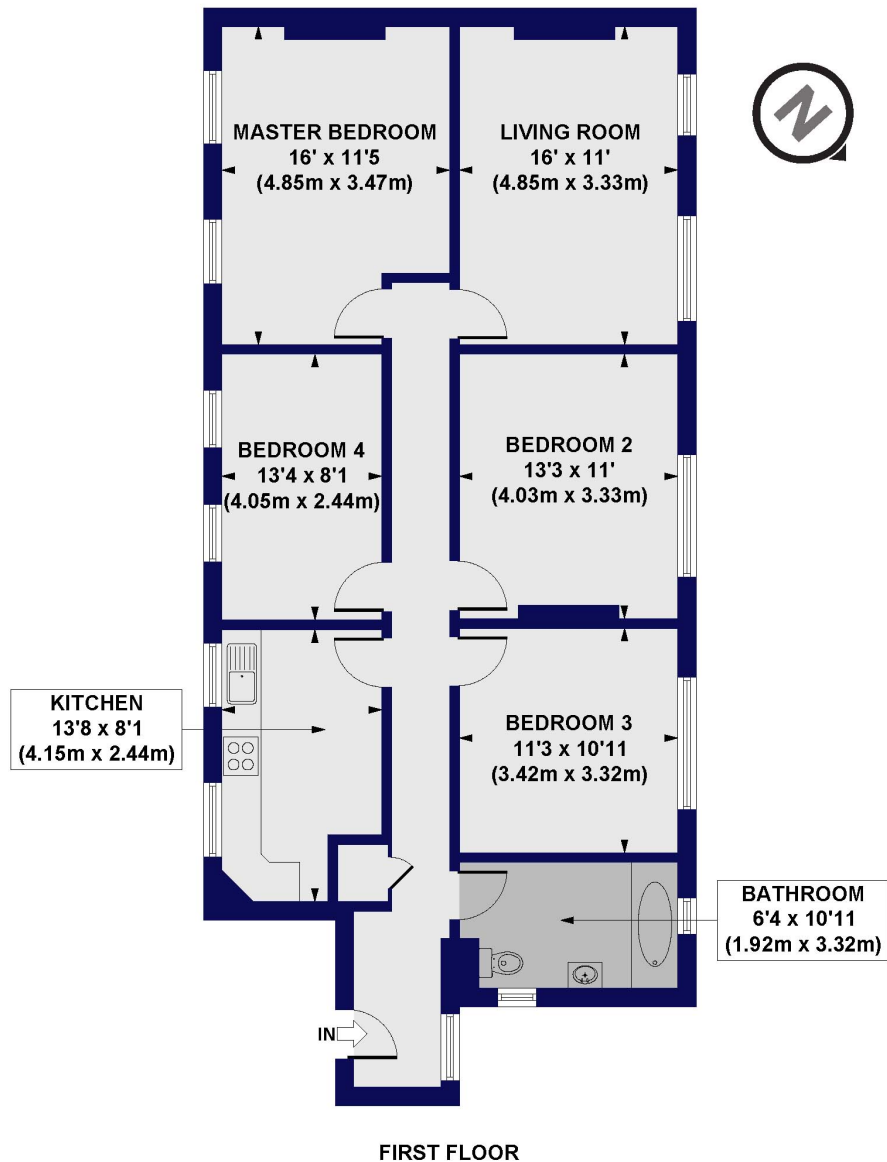 MASTER BEDROOM
16' x 11'5
(4.85m x 3.47m)
LIVING ROOM
16' x 11'
(4.85m x 3.33m)
N
BEDROOM 4
13'4 x 8'1
(4.05m x 2.44m)
BEDROOM 2
13'3 x 11'
(4.03m x 3.33m)
KITCHEN
13'8 x 8'1
(4.15m x 2.44m)
BEDROOM 3
11'3 x 10'11
(3.42m x 3.32m)
BATHROOM
6'4 x 10'11
(1.92m x 3.32m)
IN
FIRST FLOOR